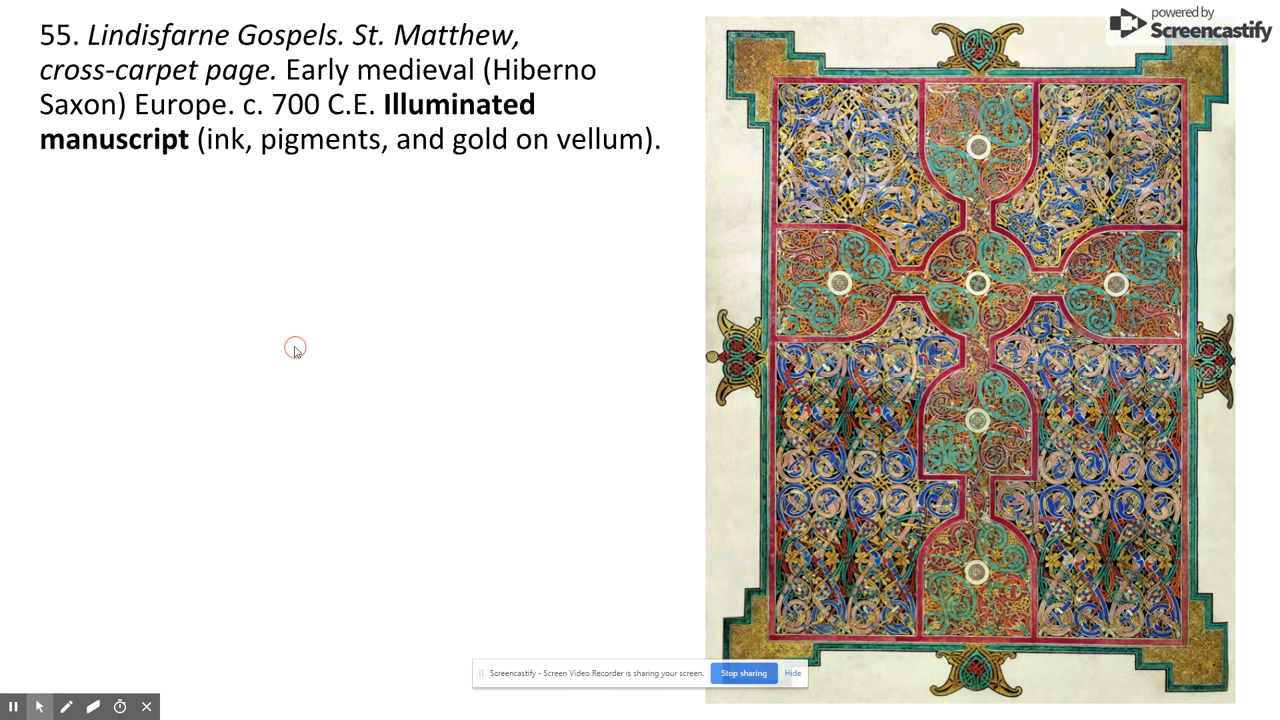 55. Lindisfarne Gospels. St. Matthew,
cross-carpet page. Early medieval (Hiberno
Saxon) Europe. c. 700 C.E. Illuminated
manuscript (ink, pigments, and gold on vellum).
powered by
Screencastify
Screencastify - Screen Video Recorder is sharing your screen. Stop sharing Hide